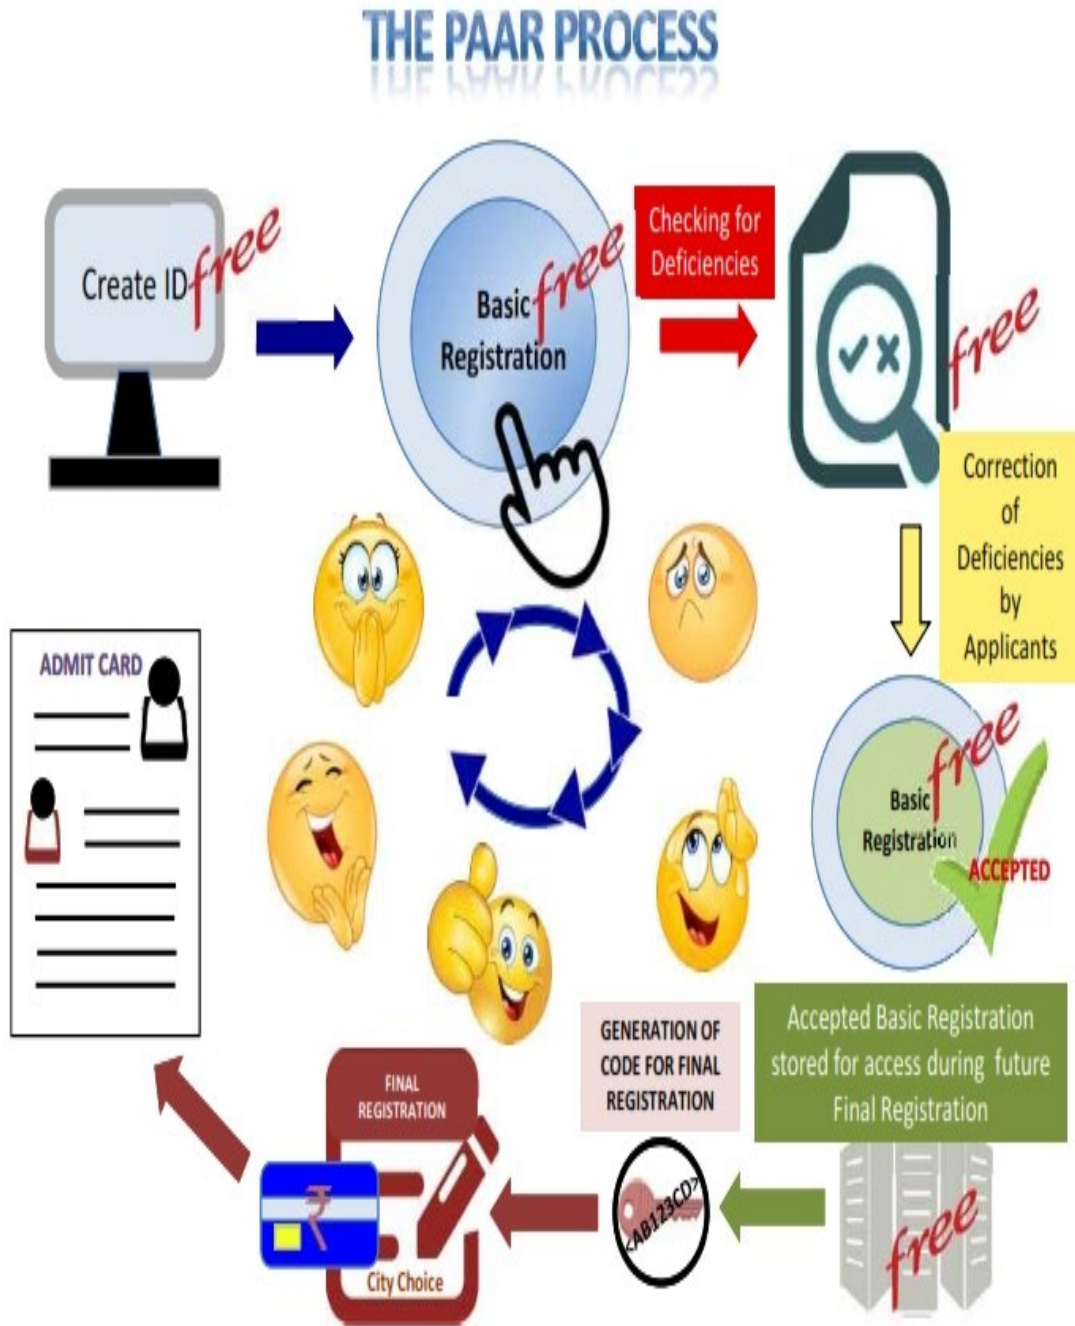 THE PAAR PROCESS
Create ID
free
Basic
Registration
free
Checking for
Deficiencies
free
Correction
of
Deficiencies
by
Applicants
Basic
Registration
free
ACCEPTED
Accepted Basic Registration
stored for access during future
Final Registration
free
GENERATION OF
CODE FOR FINAL
REGISTRATION
<AB123CD>
FINAL
REGISTRATION
₹
City Choice
ADMIT CARD